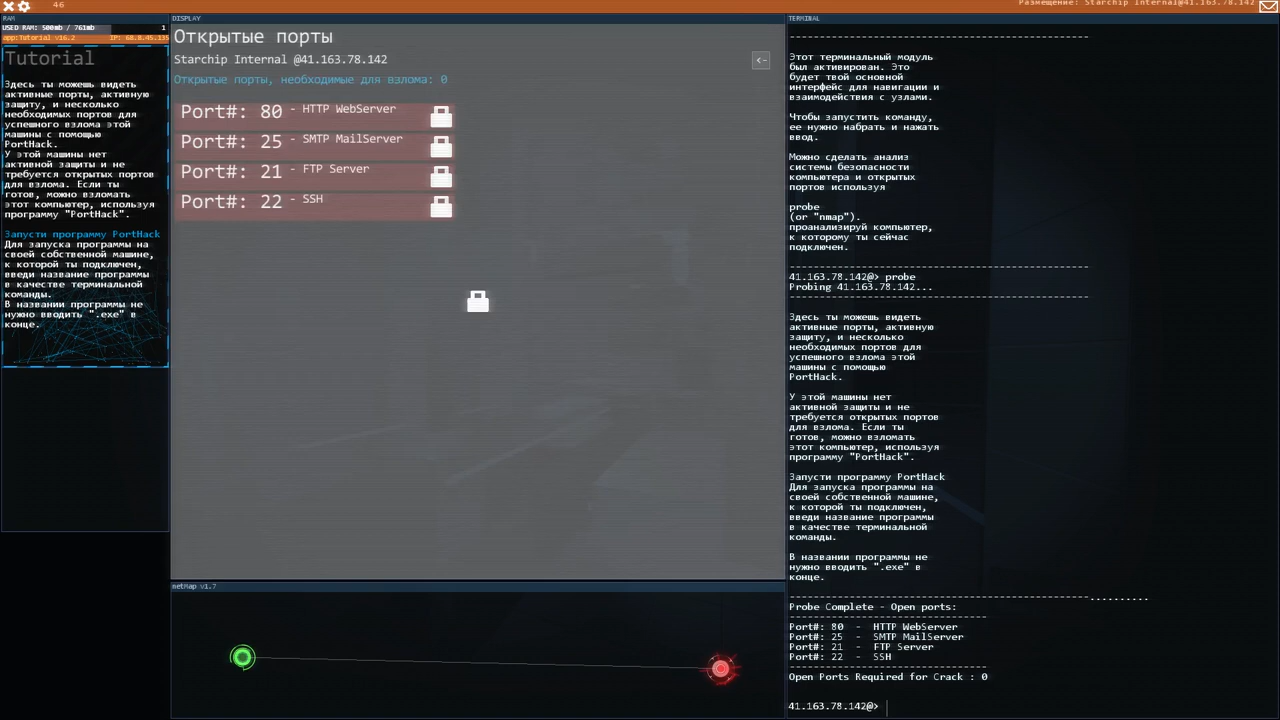 46
Размещение: Starchip Internal@41.163.78.142
RAM
USED RAM: 500mb / 761mb 1
app:Tutorial v16.2 IP: 68.8.45.135
Tutorial
Здесь ты можешь видеть
активные порты, активную
защиту, и несколько
необходимых портов для
успешного взлома этой
машины с помощью
PortHack.
У этой машины нет
активной защиты и не
требуется открытых портов
для взлома. Если ты
готов, можно взломать
этот компьютер, используя
программу "PortHack".
Запусти программу PortHack
Для запуска программы на
своей собственной машине,
к которой ты подключен,
введи название программы
в качестве терминальной
команды.
В названии программы не
нужно вводить ".exe" в
конце.
DISPLAY
Открытые порты
Starchip Internal @41.163.78.142
<-
Открытые порты, необходимые для взлома: 0
Port#: 80 - HTTP WebServer
Port#: 25 - SMTP MailServer
Port#: 21 - FTP Server
Port#: 22 - SSH
netMap v1.7
TERMINAL
Этот терминальный модуль
был активирован. Это
будет твой основной
интерфейс для навигации и
взаимодействия с узлами.
Чтобы запустить команду,
ее нужно набрать и нажать
ввод.
Можно сделать анализ
системы безопасности
компьютера и открытых
портов используя
probe
(or "nmap").
проанализируй компьютер,
к которому ты сейчас
подключен.
41.163.78.142@> probe
Probing 41.163.78.142...
Здесь ты можешь видеть
активные порты, активную
защиту, и несколько
необходимых портов для
успешного взлома этой
машины с помощью
PortHack.
У этой машины нет
активной защиты и не
требуется открытых портов
для взлома. Если ты
готов, можно взломать
этот компьютер, используя
программу "PortHack".
Запусти программу PortHack
Для запуска программы на
своей собственной машине,
к которой ты подключен,
введи название программы
в качестве терминальной
команды.
В названии программы не
нужно вводить ".exe" в
конце.
Probe Complete - Open ports:
Port#: 80 - HTTP WebServer
Port#: 25 - SMTP MailServer
Port#: 21 - FTP Server
Port#: 22 - SSH
Open Ports Required for Crack : 0
41.163.78.142@>